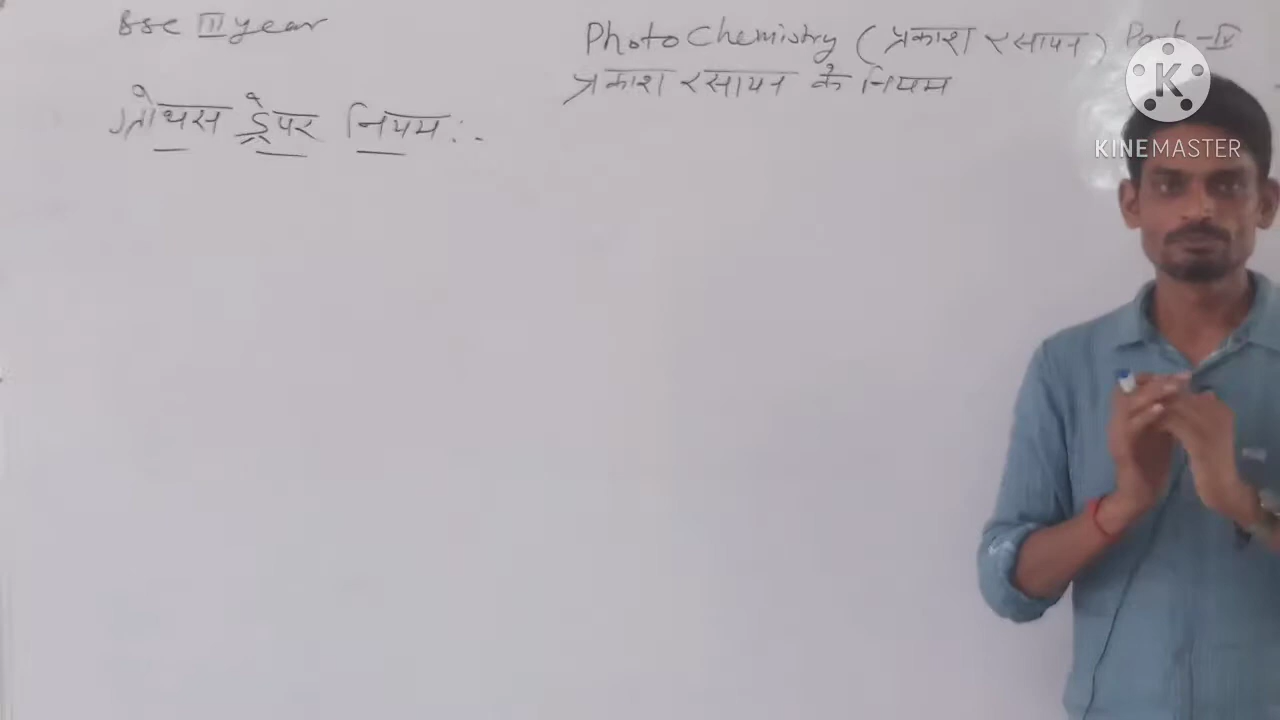 Bsc III year
Photo Chemistry (प्रकाश रसायन) Part-IV
प्रकाश रसायन के नियम
ग्रोथस ड्रेपर नियम :-
K
KINEMASTER